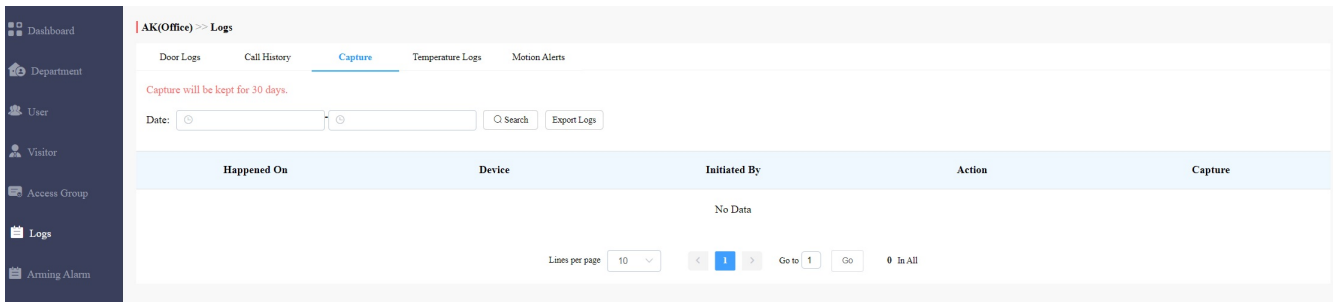 Dashboard
Department
User
Visitor
Access Group
Logs
Arming Alarm
AK(Office) >> Logs
Door Logs Call History Capture Temperature Logs Motion Alerts
Capture will be kept for 30 days.
Date: - Search Export Logs
Happened On Device Initiated By Action Capture
No Data
Lines per page 10 < 1 > Go to 1 Go 0 In All